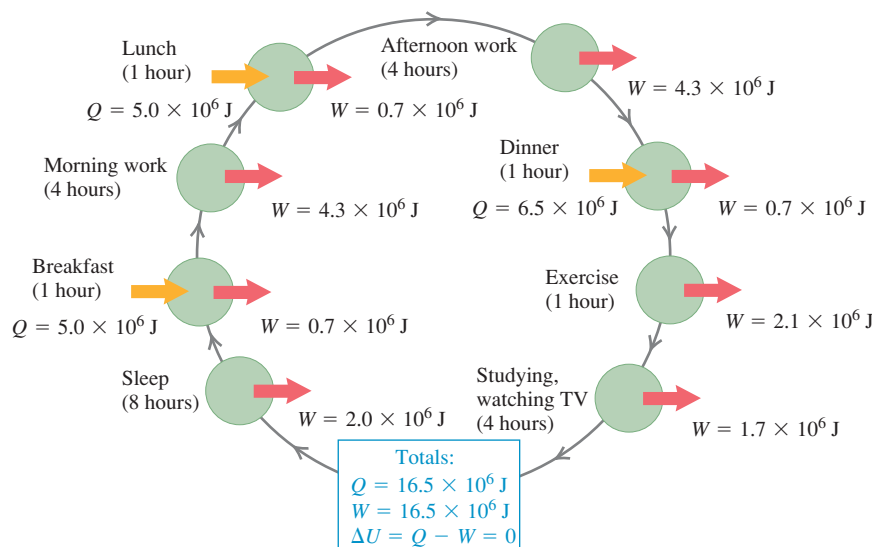 Lunch
(1 hour)
Q = 5.0 × 10⁶ J
W = 0.7 × 10⁶ J
Afternoon work
(4 hours)
W = 4.3 × 10⁶ J
Morning work
(4 hours)
W = 4.3 × 10⁶ J
Dinner
(1 hour)
Q = 6.5 × 10⁶ J
W = 0.7 × 10⁶ J
Breakfast
(1 hour)
Q = 5.0 × 10⁶ J
W = 0.7 × 10⁶ J
Exercise
(1 hour)
W = 2.1 × 10⁶ J
Sleep
(8 hours)
W = 2.0 × 10⁶ J
Studying,
watching TV
(4 hours)
W = 1.7 × 10⁶ J
Totals:
Q = 16.5 × 10⁶ J
W = 16.5 × 10⁶ J
ΔU = Q − W = 0